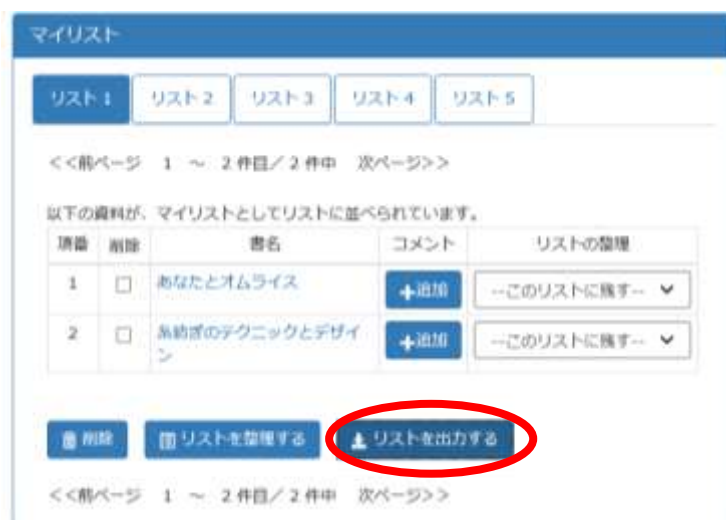 マイリスト
リスト1 リスト2 リスト3 リスト4 リスト5
<<前ページ 1 ～ 2件目／2件中 次ページ>>
以下の資料が、マイリストとしてリストに並べられています。
項番 削除 書名 コメント リストの整理
1 あなたとオムライス +追加 --このリストに残す--
2 糸紡ぎのテクニックとデザイ
ン +追加 --このリストに残す--
削除 リストを整理する リストを出力する
<<前ページ 1 ～ 2件目／2件中 次ページ>>